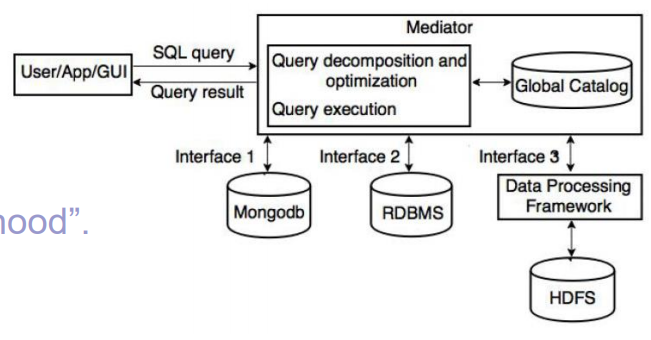 Mediator
SQL query
User/App/GUI
Query result
Query decomposition and
optimization
Query execution
Global Catalog
Interface 1
Interface 2
Interface 3
Mongodb
RDBMS
Data Processing
Framework
HDFS
ood".